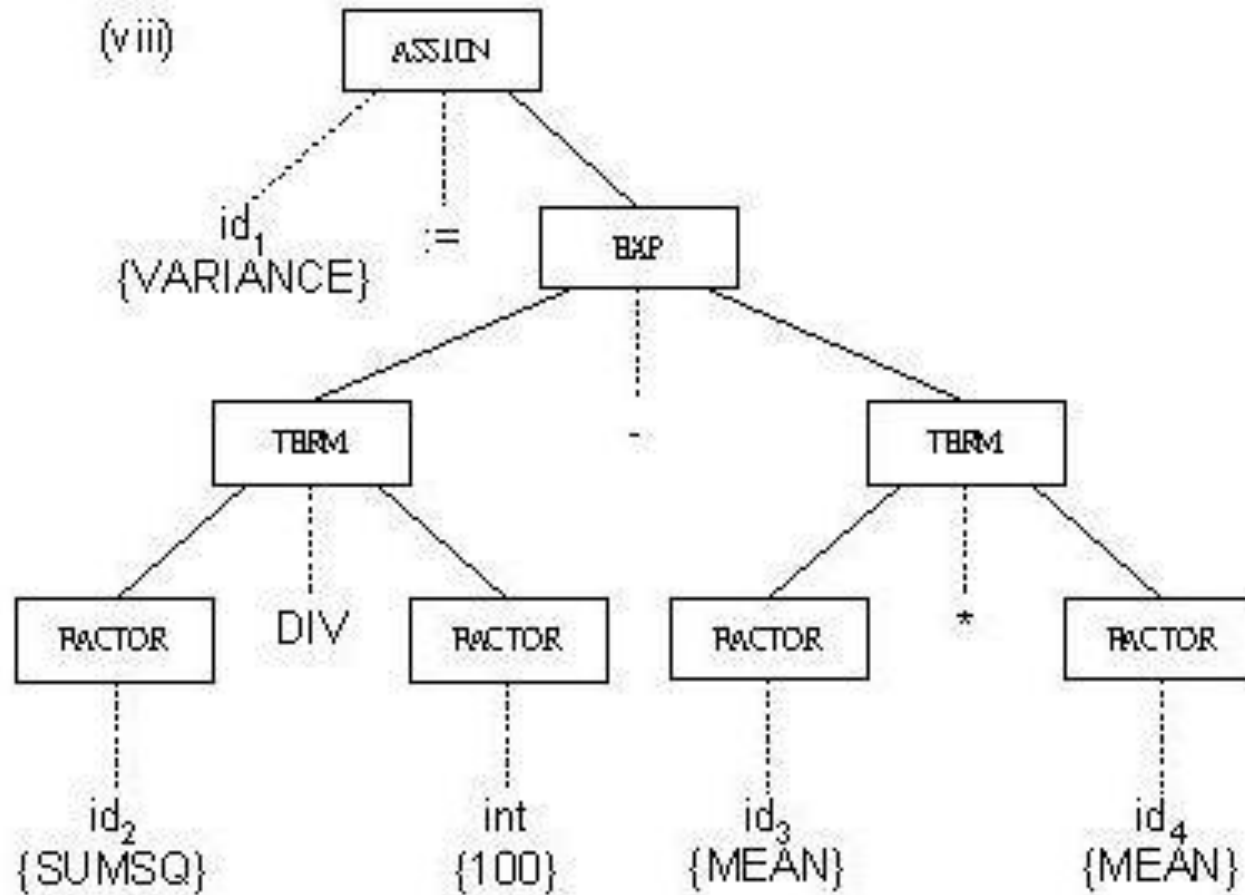 (viii)
ASSIGN
id₁ :=
{VARIANCE}
EXP
TERM - TERM
FACTOR DIV FACTOR FACTOR * FACTOR
id₂ int id₃ id₄
{SUMSQ} {100} {MEAN} {MEAN}